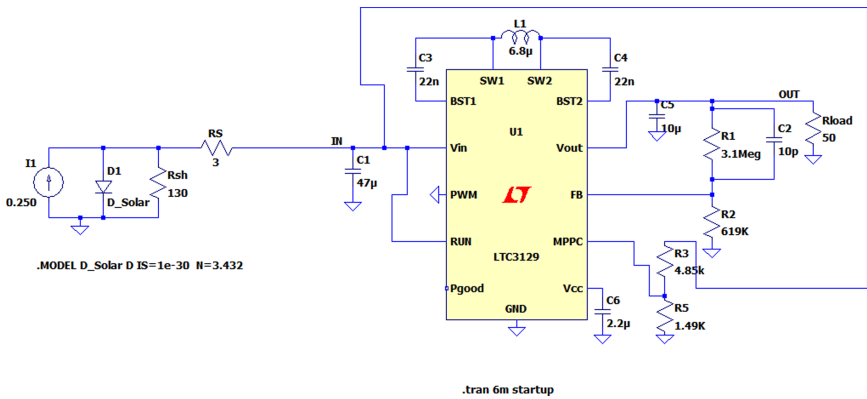 L1
6.8µ
C3
22n
C4
22n
SW1
SW2
BST1
BST2
U1
OUT
C5
10µ
R1
3.1Meg
C2
10p
Rload
50
RS
3
IN
Vin
Vout
I1
0.250
D1
D_Solar
Rsh
130
C1
47µ
PWM
FB
R2
619K
RUN
MPPC
LTC3129
R3
4.85k
.MODEL D_Solar D IS=1e-30 N=3.432
Pgood
Vcc
GND
C6
2.2µ
R5
1.49K
.tran 6m startup